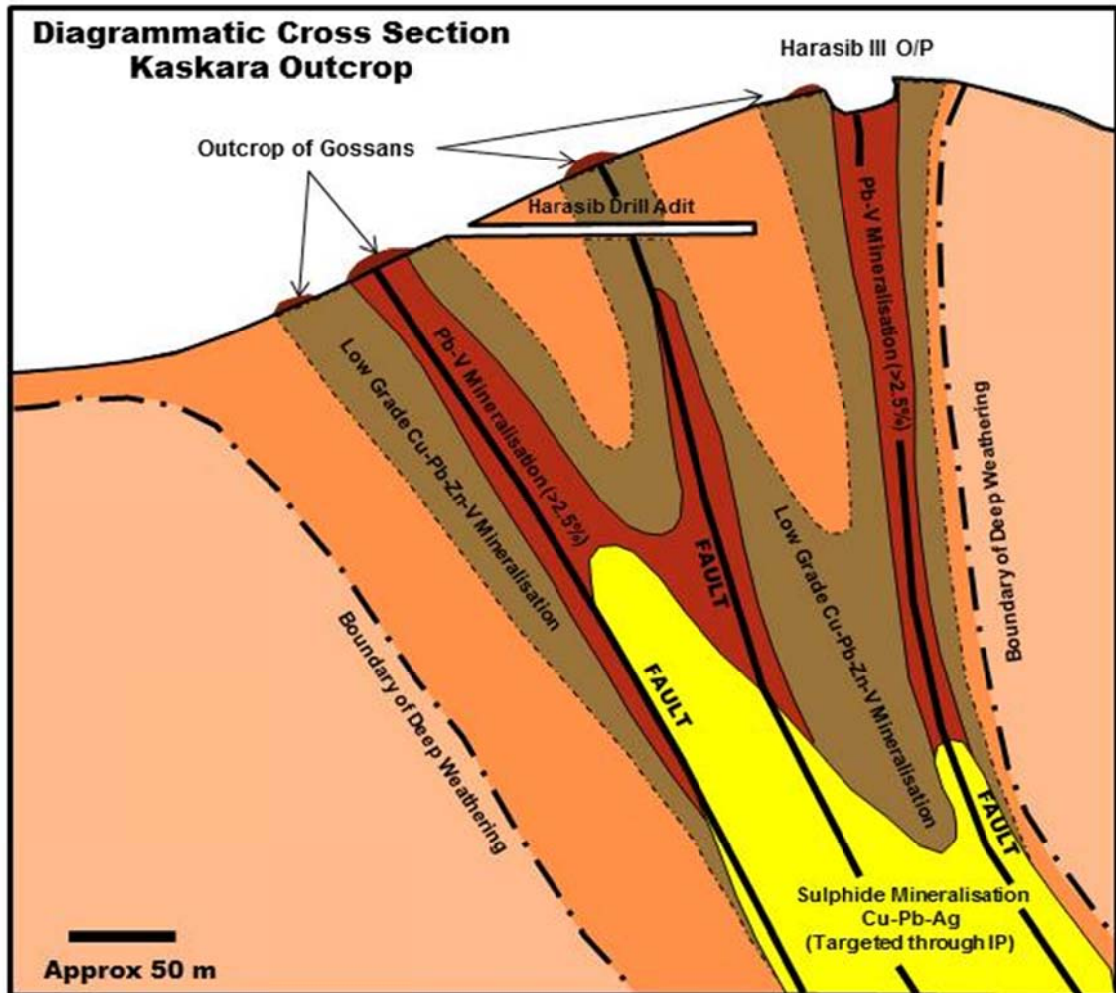 Diagrammatic Cross Section
Kaskara Outcrop
Harasib III O/P
Outcrop of Gossans
Harasib Drill Adit
Pb-V Mineralisation (>2.5%)
Low Grade Cu-Pb-Zn-V Mineralisation
Pb-V Mineralisation (>2.5%)
Boundary of Deep Weathering
FAULT
Low Grade Cu-Pb-Zn-V Mineralisation
Boundary of Deep Weathering
FAULT
FAULT
Sulphide Mineralisation
Cu-Pb-Ag
(Targeted through IP)
Approx 50 m